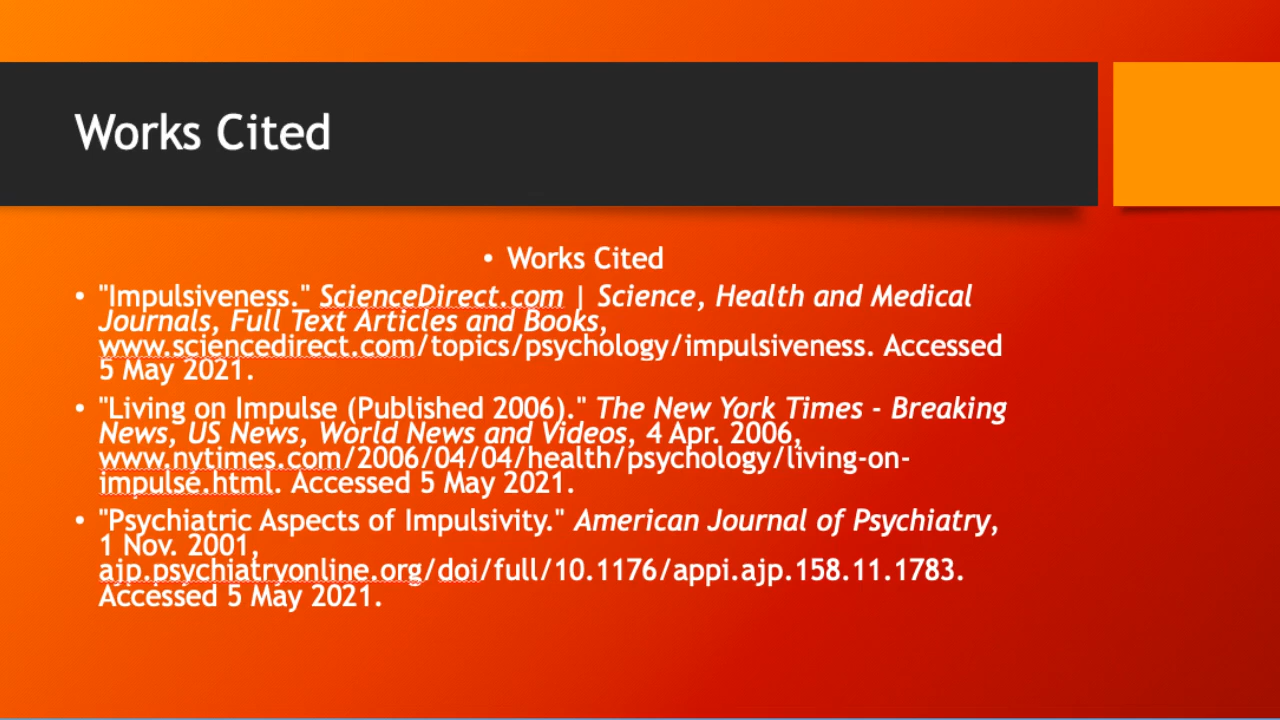 Works Cited
• Works Cited
• "Impulsiveness." ScienceDirect.com | Science, Health and Medical
Journals, Full Text Articles and Books,
www.sciencedirect.com/topics/psychology/impulsiveness. Accessed
5 May 2021.
• "Living on Impulse (Published 2006)." The New York Times - Breaking
News, US News, World News and Videos, 4 Apr. 2006,
www.nytimes.com/2006/04/04/health/psychology/living-on-
impulse.html. Accessed 5 May 2021.
• "Psychiatric Aspects of Impulsivity." American Journal of Psychiatry,
1 Nov. 2001,
ajp.psychiatryonline.org/doi/full/10.1176/appi.ajp.158.11.1783.
Accessed 5 May 2021.